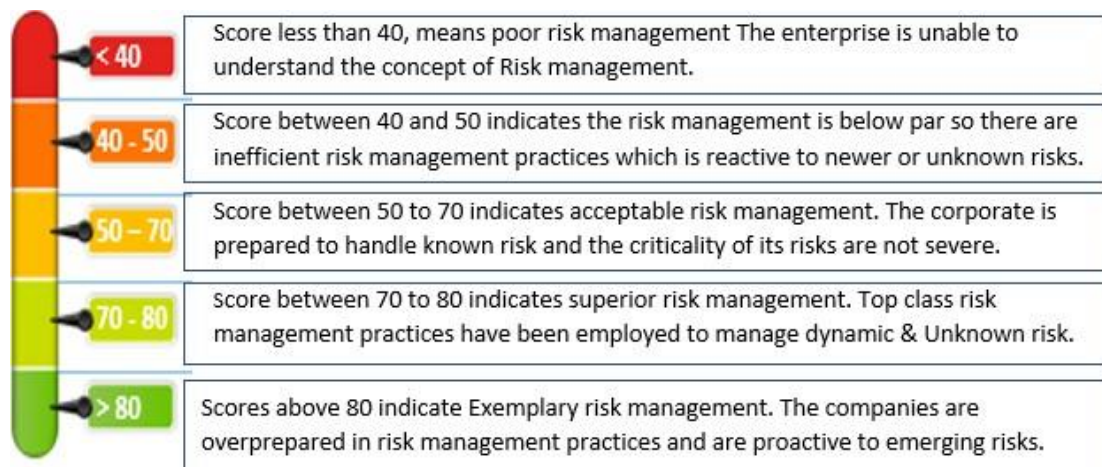 < 40
Score less than 40, means poor risk management The enterprise is unable to
understand the concept of Risk management.
40 - 50
Score between 40 and 50 indicates the risk management is below par so there are
inefficient risk management practices which is reactive to newer or unknown risks.
50 – 70
Score between 50 to 70 indicates acceptable risk management. The corporate is
prepared to handle known risk and the criticality of its risks are not severe.
70 - 80
Score between 70 to 80 indicates superior risk management. Top class risk
management practices have been employed to manage dynamic & Unknown risk.
> 80
Scores above 80 indicate Exemplary risk management. The companies are
overprepared in risk management practices and are proactive to emerging risks.